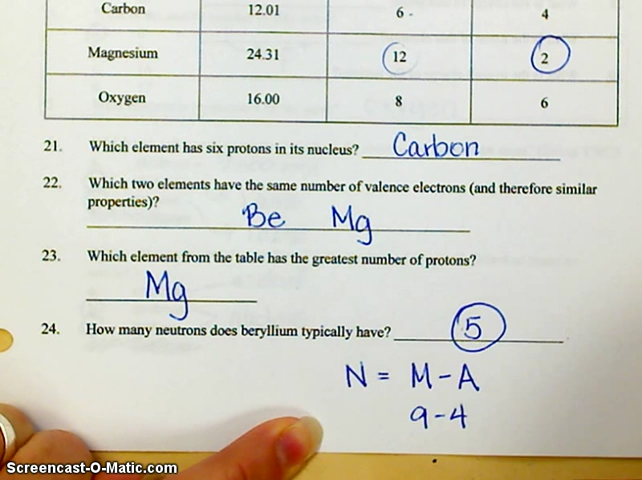 Carbon 12.01 6 4
Magnesium 24.31 12 2
Oxygen 16.00 8 6
21. Which element has six protons in its nucleus? Carbon
22. Which two elements have the same number of valence electrons (and therefore similar
properties)? Be Mg
23. Which element from the table has the greatest number of protons?
Mg
24. How many neutrons does beryllium typically have? 5
N = M - A
9 - 4
Screencast-O-Matic.com